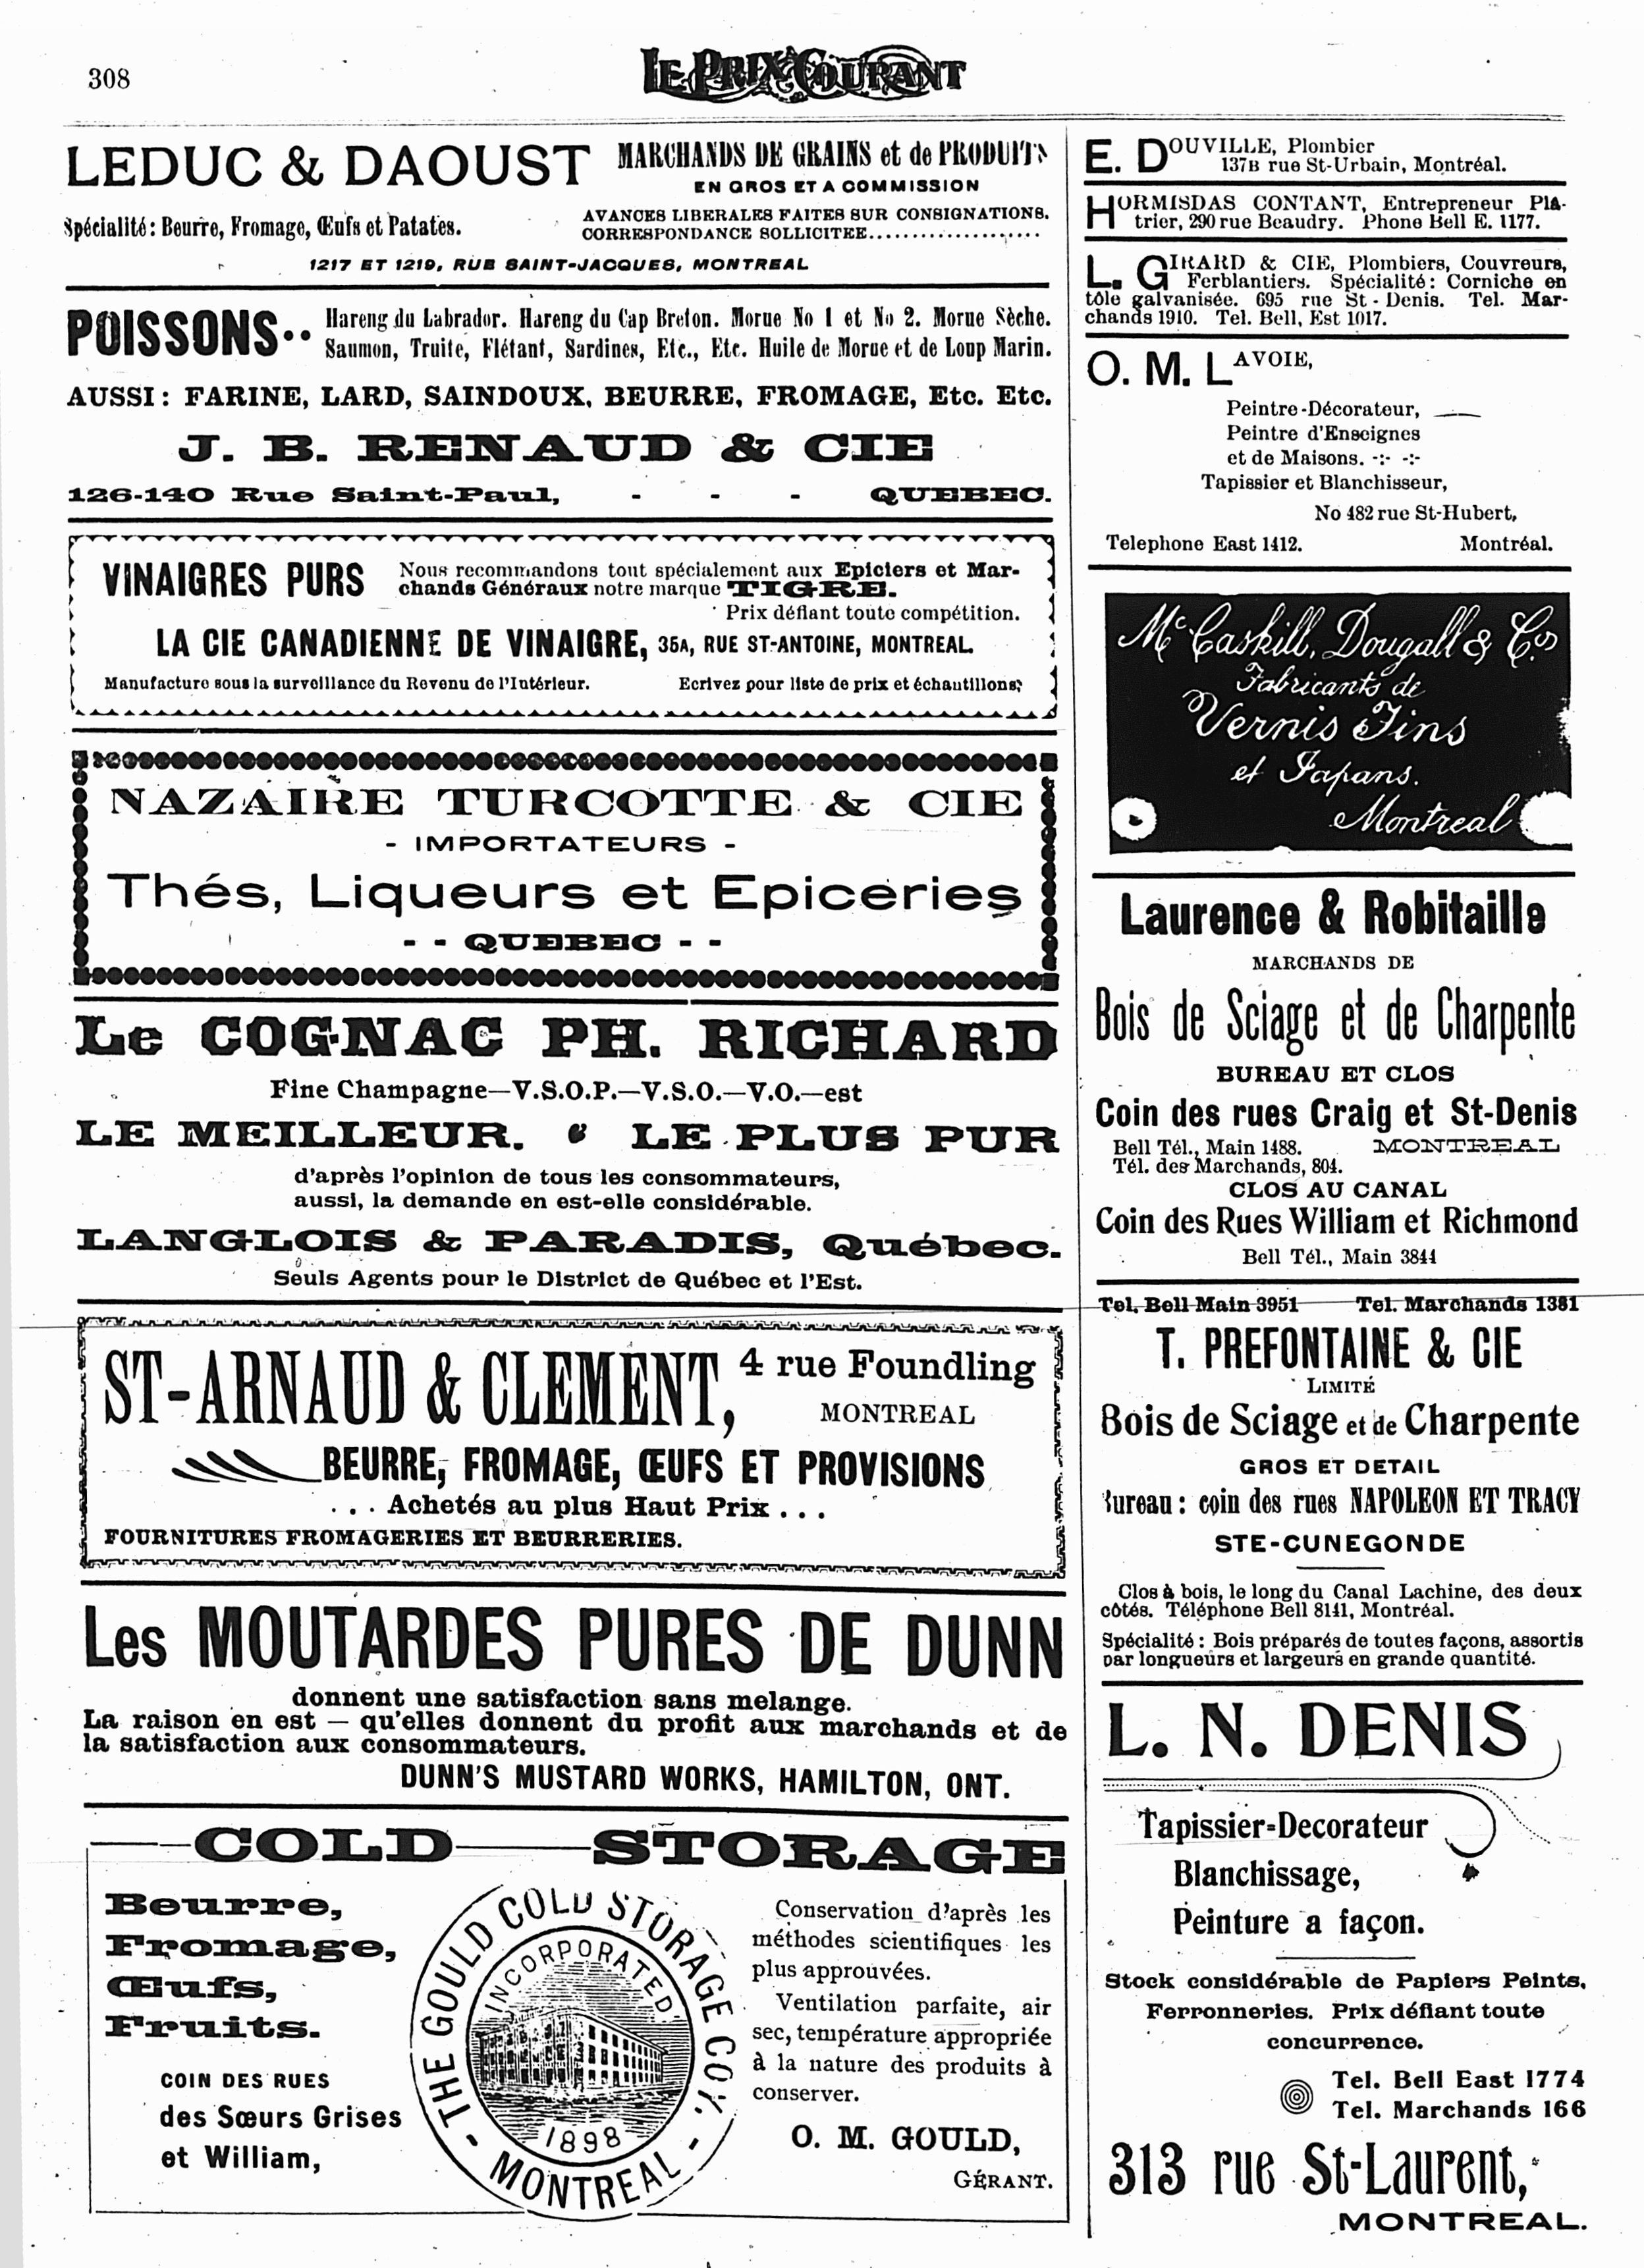 308
LE PRIX COURANT
LEDUC & DAOUST
MARCHANDS DE GRAINS et de PRODUITS
EN GROS ET A COMMISSION
Spécialité: Beurre, Fromage, Œufs et Patates.
AVANCES LIBERALES FAITES SUR CONSIGNATIONS.
CORRESPONDANCE SOLLICITEE....................
1217 ET 1219, RUE SAINT-JACQUES, MONTREAL
POISSONS..
Hareng du Labrador. Hareng du Cap Breton. Morue No 1 et No 2. Morue Sèche.
Saumon, Truite, Flétant, Sardines, Etc., Etc. Huile de Morue et de Loup Marin.
AUSSI: FARINE, LARD, SAINDOUX, BEURRE, FROMAGE, Etc. Etc.
J. B. RENAUD & CIE
126-140 Rue Saint-Paul, - - - QUEBEC.
VINAIGRES PURS
Nous recommandons tout spécialement aux Epiciers et Mar-
chands Généraux notre marque TIGRE.
Prix défiant toute compétition.
LA CIE CANADIENNE DE VINAIGRE, 35A, RUE ST-ANTOINE, MONTREAL.
Manufacture sous la surveillance du Revenu de l'Intérieur. Ecrivez pour liste de prix et échantillons;
NAZAIRE TURCOTTE & CIE
- IMPORTATEURS -
Thés, Liqueurs et Epiceries
- - QUEBEC - -
Le COGNAC PH. RICHARD
Fine Champagne—V.S.O.P.—V.S.O.—V.O.—est
LE MEILLEUR. LE PLUS PUR
d'après l'opinion de tous les consommateurs,
aussi, la demande en est-elle considérable.
LANGLOIS & PARADIS, Québec.
Seuls Agents pour le District de Québec et l'Est.
ST-ARNAUD & CLEMENT,
4 rue Foundling
MONTREAL
BEURRE, FROMAGE, ŒUFS ET PROVISIONS
. . . Achetés au plus Haut Prix . . .
FOURNITURES FROMAGERIES ET BEURRERIES.
Les MOUTARDES PURES DE DUNN
donnent une satisfaction sans melange.
La raison en est — qu'elles donnent du profit aux marchands et de
la satisfaction aux consommateurs.
DUNN'S MUSTARD WORKS, HAMILTON, ONT.
COLD STORAGE
Beurre,
Fromage,
Œufs,
Fruits.
COIN DES RUES
des Sœurs Grises
et William,
THE GOULD COLD STORAGE COY.
INCORPORATED
1898
- MONTREAL -
Conservation d'après les
méthodes scientifiques les
plus approuvées.
Ventilation parfaite, air
sec, température appropriée
à la nature des produits à
conserver.
O. M. GOULD,
GÉRANT.
E. DOUVILLE, Plombier
137B rue St-Urbain, Montréal.
HORMISDAS CONTANT, Entrepreneur Plâ-
trier, 290 rue Beaudry. Phone Bell E. 1177.
L. GIRARD & CIE, Plombiers, Couvreurs,
Ferblantiers. Spécialité: Corniche en
tôle galvanisée. 695 rue St-Denis. Tel. Mar-
chands 1910. Tel. Bell, Est 1017.
O. M. LAVOIE,
Peintre-Décorateur,
Peintre d'Enseignes
et de Maisons. -:- -:-
Tapissier et Blanchisseur,
No 482 rue St-Hubert,
Telephone East 1412. Montréal.
McCaskill, Dougall & Co.
Fabricants de
Vernis Fins
et Japans.
Montreal
Laurence & Robitaille
MARCHANDS DE
Bois de Sciage et de Charpente
BUREAU ET CLOS
Coin des rues Craig et St-Denis
Bell Tél., Main 1488. MONTREAL
Tél. des Marchands, 804.
CLOS AU CANAL
Coin des Rues William et Richmond
Bell Tél., Main 3844
Tel. Bell Main 3951 Tel. Marchands 1381
T. PREFONTAINE & CIE
LIMITÉ
Bois de Sciage et de Charpente
GROS ET DETAIL
Bureau: coin des rues NAPOLEON ET TRACY
STE-CUNEGONDE
Clos à bois, le long du Canal Lachine, des deux
côtés. Téléphone Bell 8141, Montréal.
Spécialité: Bois préparés de toutes façons, assortis
par longueurs et largeurs en grande quantité.
L. N. DENIS
Tapissier-Decorateur
Blanchissage,
Peinture a façon.
Stock considérable de Papiers Peints,
Ferronneries. Prix défiant toute
concurrence.
Tel. Bell East 1774
Tel. Marchands 166
313 rue St-Laurent,
MONTREAL.